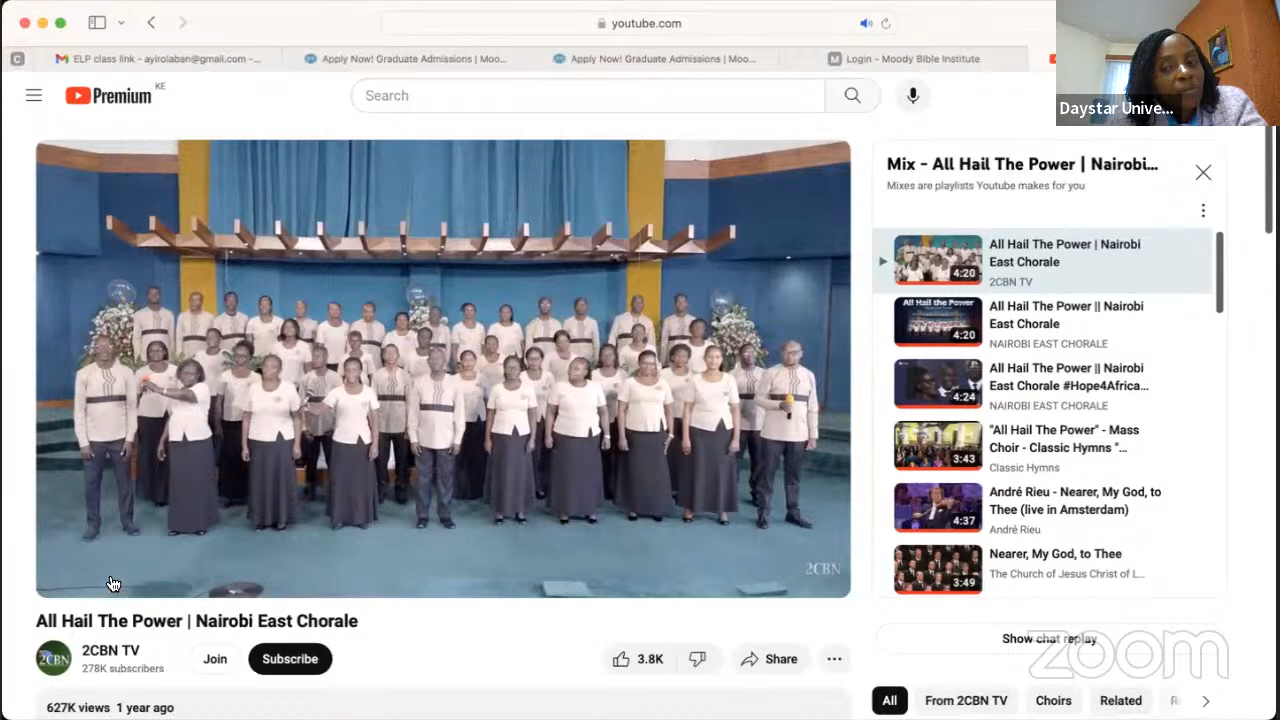 youtube.com
C
ELP class link - ayirolaban@gmail.com -...
Apply Now! Graduate Admissions | Moo...
Apply Now! Graduate Admissions | Moo...
M
Login - Moody Bible Institute
Daystar Unive...
Premium KE
Search
Mix - All Hail The Power | Nairobi...
Mixes are playlists Youtube makes for you
4:20
All Hail The Power | Nairobi
East Chorale
2CBN TV
All Hail the Power
4:20
All Hail The Power || Nairobi
East Chorale
NAIROBI EAST CHORALE
4:24
All Hail The Power || Nairobi
East Chorale #Hope4Africa...
NAIROBI EAST CHORALE
3:43
"All Hail The Power" - Mass
Choir - Classic Hymns "...
Classic Hymns
4:37
André Rieu - Nearer, My God, to
Thee (live in Amsterdam)
André Rieu
3:49
Nearer, My God, to Thee
The Church of Jesus Christ of L...
2CBN
All Hail The Power | Nairobi East Chorale
2CBN
2CBN TV
278K subscribers
Join
Subscribe
3.8K
Share
Show chat replay
zoom
627K views 1 year ago
All
From 2CBN TV
Choirs
Related